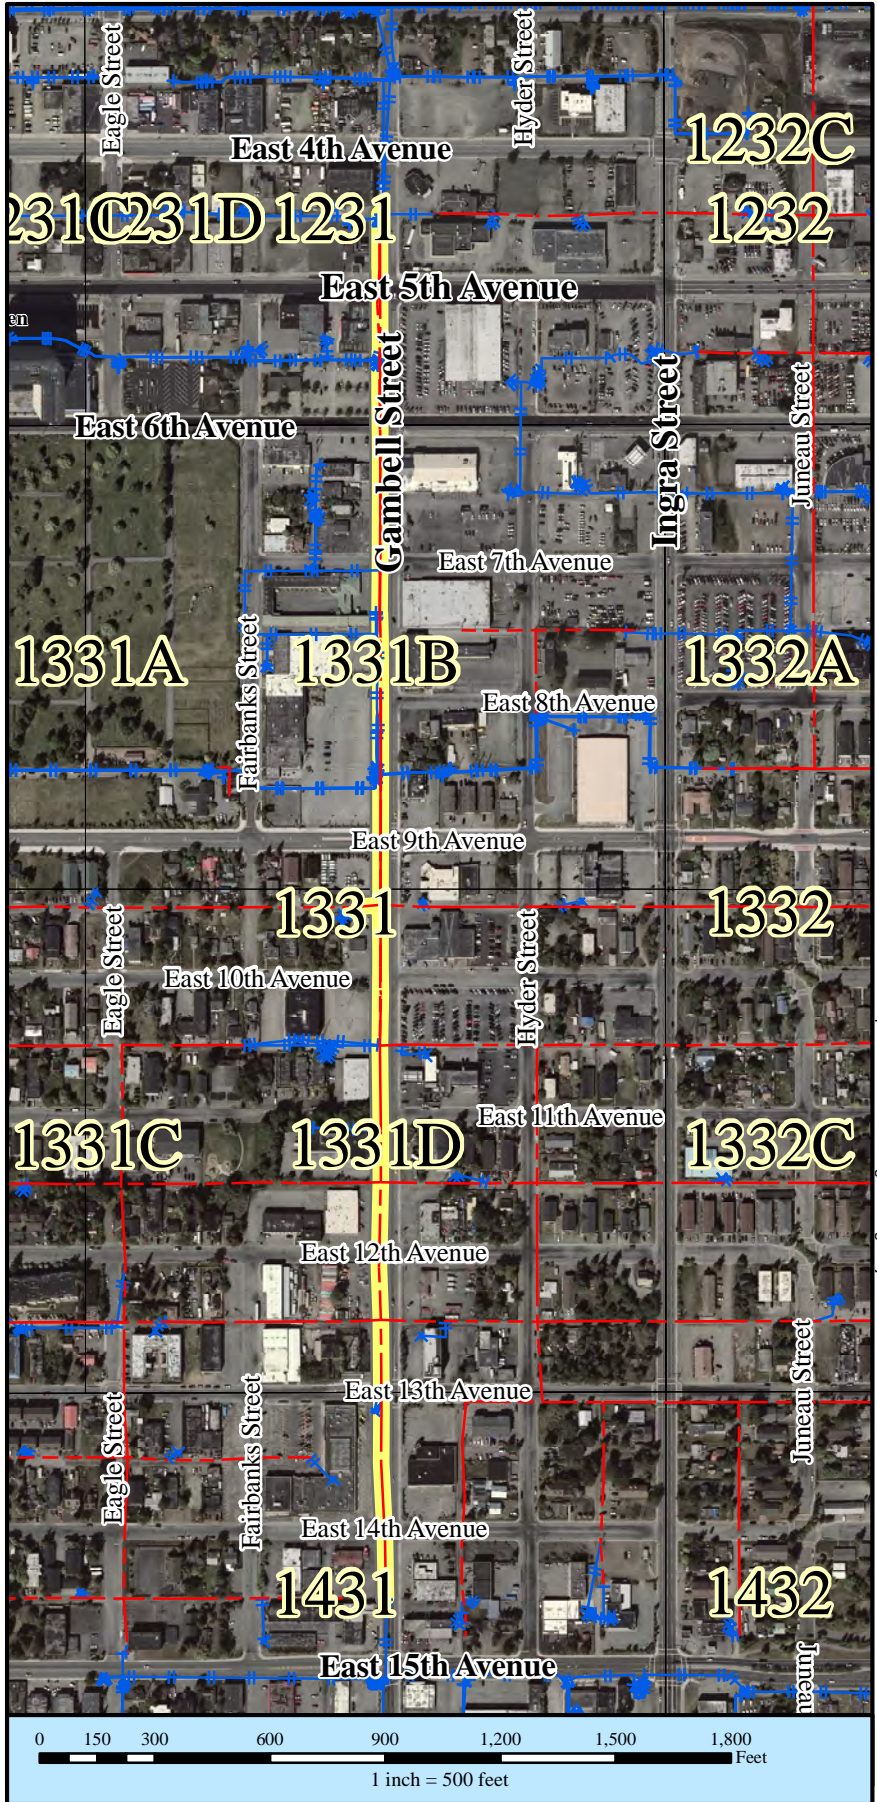 Eagle Street
Hyder Street
East 4th Avenue
1232C
231C
231D
1231
1232
East 5th Avenue
en
Gambell Street
Ingra Street
Juneau Street
East 6th Avenue
East 7th Avenue
Fairbanks Street
1331A
1331B
1332A
East 8th Avenue
East 9th Avenue
1331
1332
Eagle Street
Hyder Street
East 10th Avenue
East 11th Avenue
1331C
1331D
1332C
East 12th Avenue
Juneau Street
East 13th Avenue
Eagle Street
Fairbanks Street
East 14th Avenue
1431
1432
East 15th Avenue
Juneau
0 150 300 600 900 1,200 1,500 1,800
Feet
1 inch = 500 feet